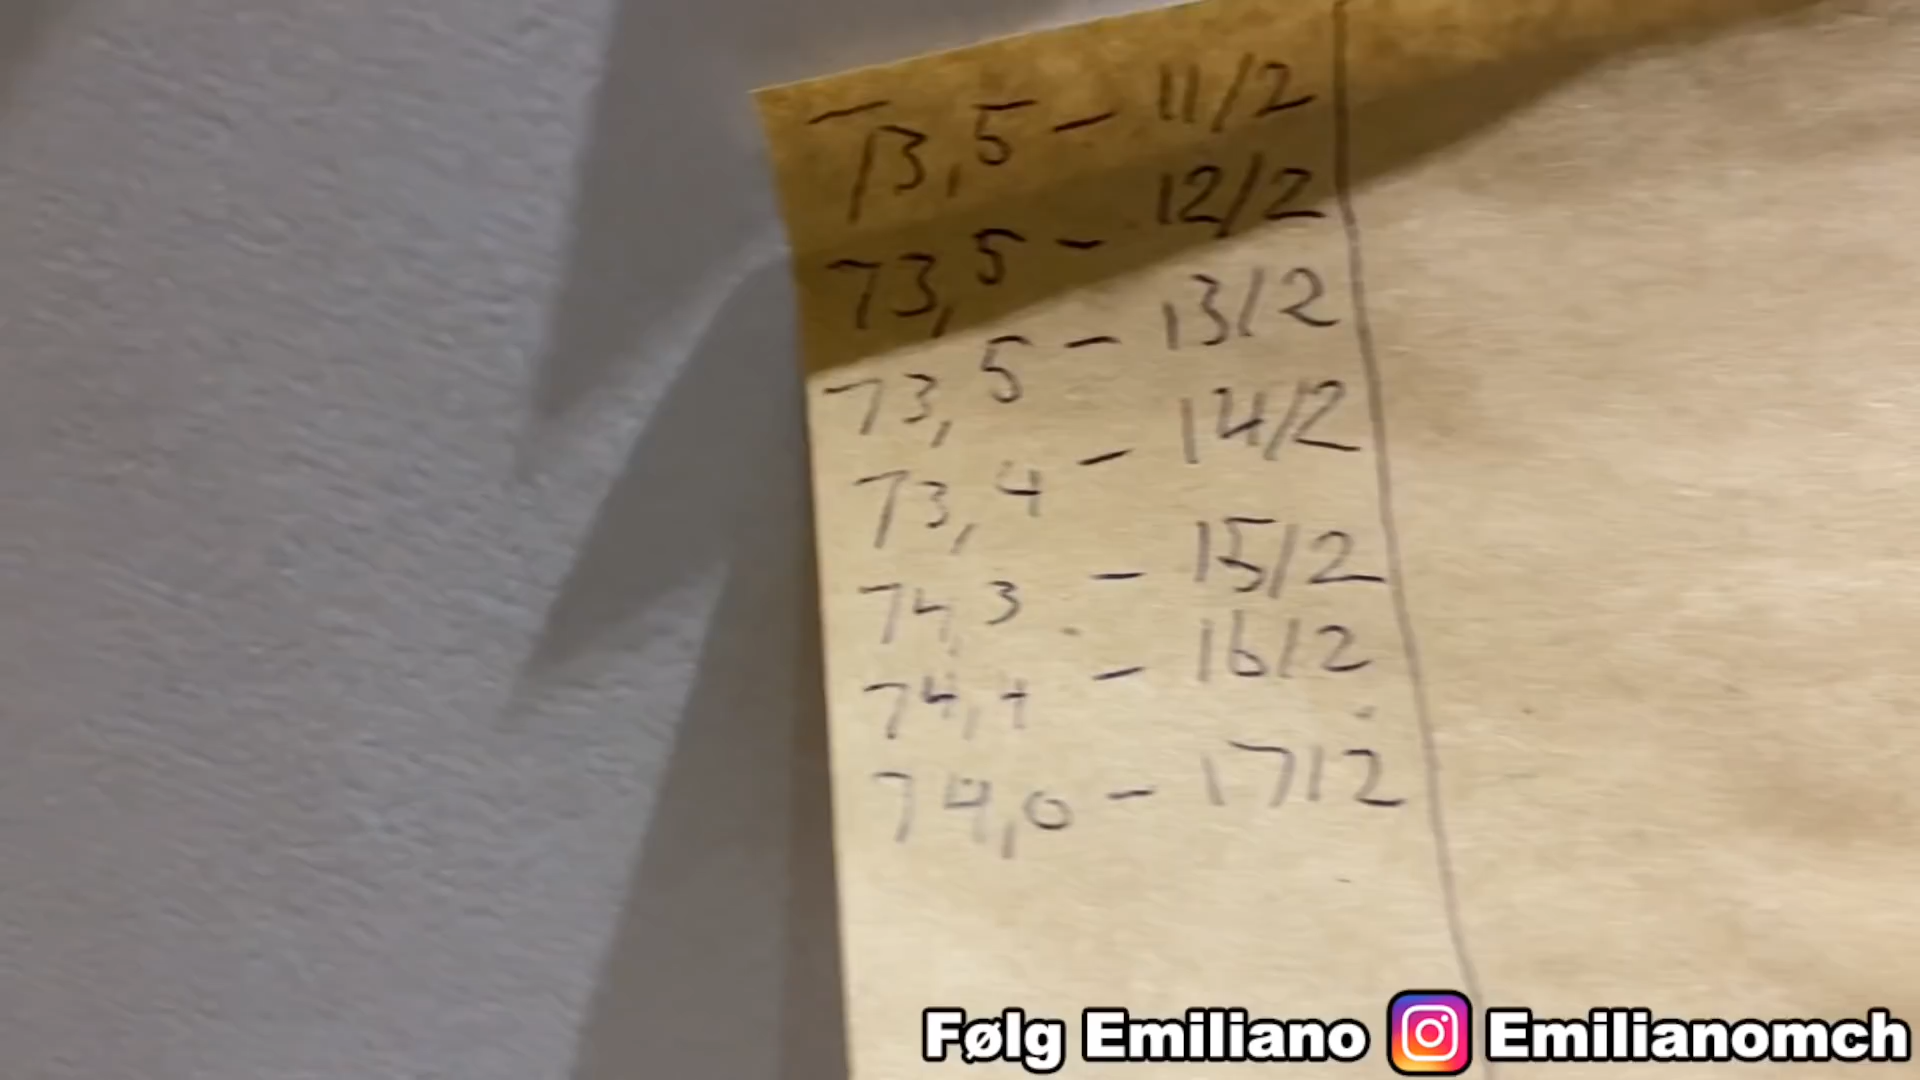 73,5 - 11/2
73,5 - 12/2
73,5 - 13/2
73,4 - 14/2
74,3 - 15/2
74,4 - 16/2
74,0 - 17/2
Følg Emiliano Emilianomch